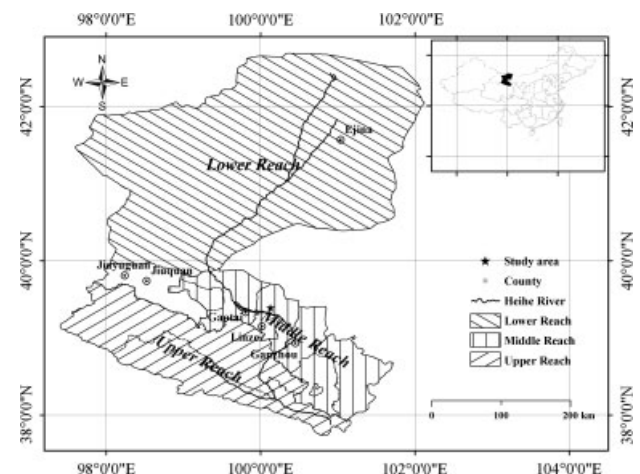 98°0'0"E 100°0'0"E 102°0'0"E
N
W E
S
42°0'0"N
42°0'0"N
Ejina
Lower Reach
40°0'0"N
40°0'0"N
Jiayuguan
Jiuquan
Study area
County
Heihe River
Lower Reach
Middle Reach
Upper Reach
Gaotai
Linze
Middle Reach
Ganzhou
Upper Reach
0 100 200 km
38°0'0"N
38°0'0"N
98°0'0"E 100°0'0"E 102°0'0"E 104°0'0"E